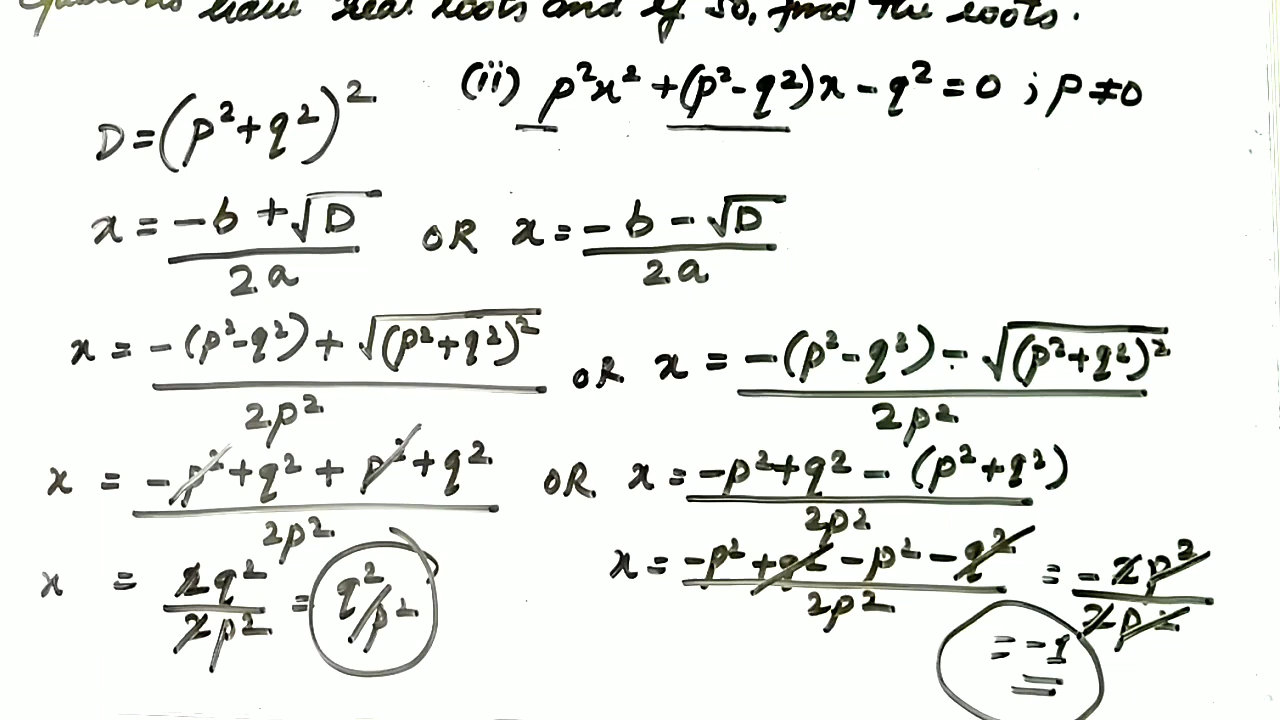 Equations have real roots and if so, find the roots.
(ii) p²x² + (p² - q²)x - q² = 0 ; p ≠ 0
D = (p² + q²)²
x = -b + √D / 2a OR x = -b - √D / 2a
x = -(p² - q²) + √(p² + q²)² / 2p² OR x = -(p² - q²) - √(p² + q²)² / 2p²
x = -p² + q² + p² + q² / 2p² OR x = -p² + q² - (p² + q²) / 2p²
x = 2q² / 2p² = q²/p² x = -p² + q² - p² - q² / 2p² = -2p² / 2p²
= -1